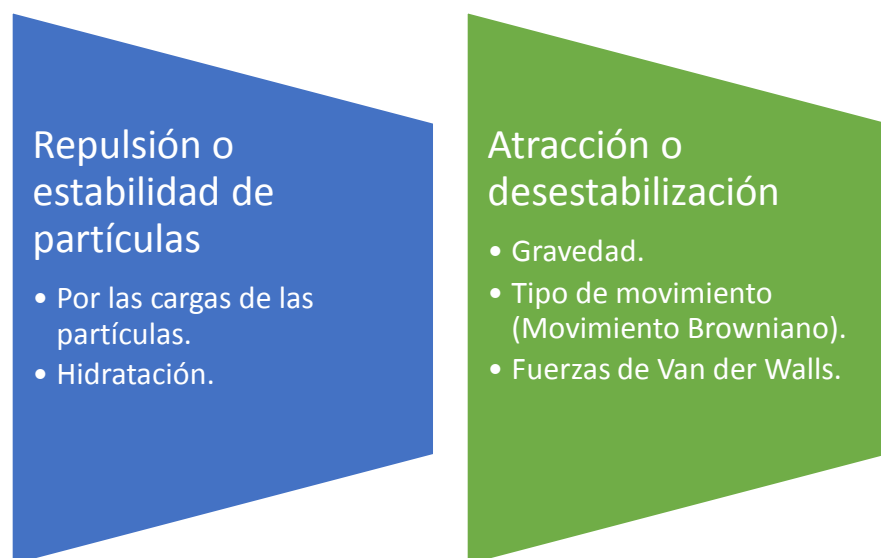 Repulsión o
estabilidad de
partículas
• Por las cargas de las
partículas.
• Hidratación.
Atracción o
desestabilización
• Gravedad.
• Tipo de movimiento
(Movimiento Browniano).
• Fuerzas de Van der Walls.